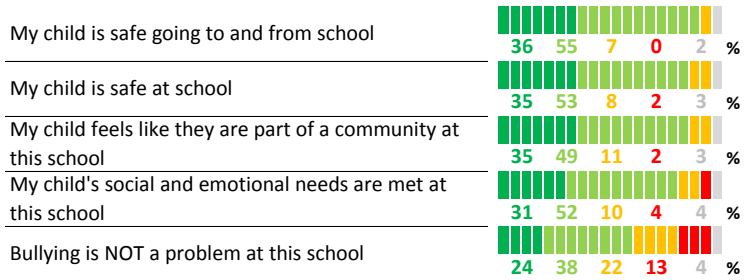 My child is safe going to and from school
36 55 7 0 2 %
My child is safe at school
35 53 8 2 3 %
My child feels like they are part of a community at
this school
35 49 11 2 3 %
My child's social and emotional needs are met at
this school
31 52 10 4 4 %
Bullying is NOT a problem at this school
24 38 22 13 4 %